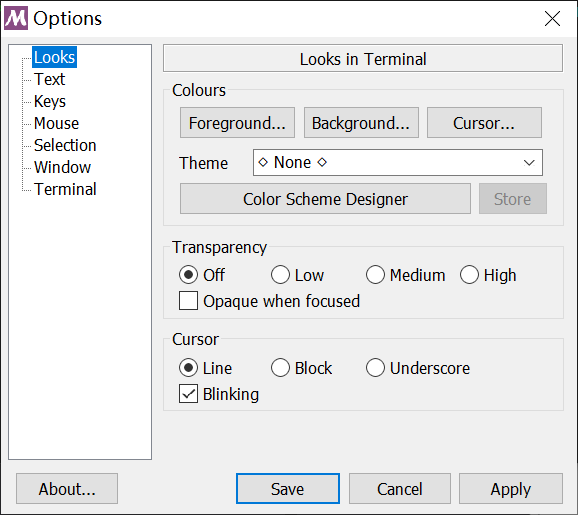 M Options
Looks
Text
Keys
Mouse
Selection
Window
Terminal
Looks in Terminal
Colours
Foreground... Background... Cursor...
Theme ◇ None ◇
Color Scheme Designer Store
Transparency
Off Low Medium High
Opaque when focused
Cursor
Line Block Underscore
Blinking
About... Save Cancel Apply